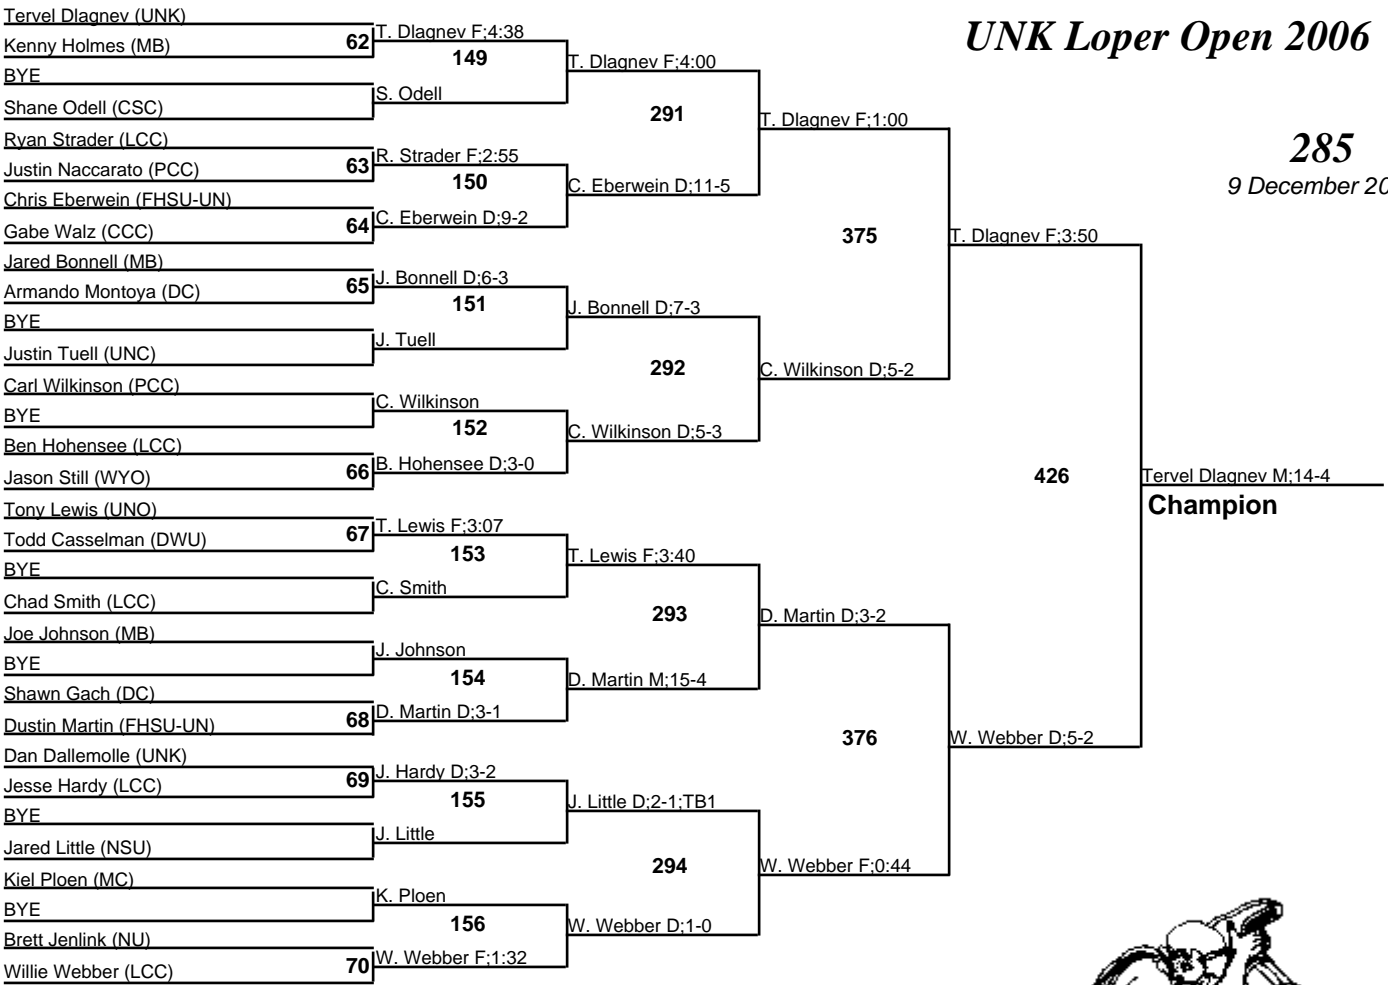 UNK Loper Open 2006
285
9 December 20
Tervel Dlagnev (UNK)
Kenny Holmes (MB)
BYE
Shane Odell (CSC)
Ryan Strader (LCC)
Justin Naccarato (PCC)
Chris Eberwein (FHSU-UN)
Gabe Walz (CCC)
Jared Bonnell (MB)
Armando Montoya (DC)
BYE
Justin Tuell (UNC)
Carl Wilkinson (PCC)
BYE
Ben Hohensee (LCC)
Jason Still (WYO)
Tony Lewis (UNO)
Todd Casselman (DWU)
BYE
Chad Smith (LCC)
Joe Johnson (MB)
BYE
Shawn Gach (DC)
Dustin Martin (FHSU-UN)
Dan Dallemolle (UNK)
Jesse Hardy (LCC)
BYE
Jared Little (NSU)
Kiel Ploen (MC)
BYE
Brett Jenlink (NU)
Willie Webber (LCC)
62
63
64
65
66
67
68
69
70
T. Dlagnev F;4:38
149
S. Odell
R. Strader F;2:55
150
C. Eberwein D;9-2
J. Bonnell D;6-3
151
J. Tuell
C. Wilkinson
152
B. Hohensee D;3-0
T. Lewis F;3:07
153
C. Smith
J. Johnson
154
D. Martin D;3-1
J. Hardy D;3-2
155
J. Little
K. Ploen
156
W. Webber F;1:32
T. Dlagnev F;4:00
291
C. Eberwein D;11-5
J. Bonnell D;7-3
292
C. Wilkinson D;5-3
T. Lewis F;3:40
293
D. Martin M;15-4
J. Little D;2-1;TB1
294
W. Webber D;1-0
T. Dlagnev F;1:00
375
C. Wilkinson D;5-2
D. Martin D;3-2
376
W. Webber F;0:44
T. Dlagnev F;3:50
426
W. Webber D;5-2
Tervel Dlagnev M;14-4
Champion